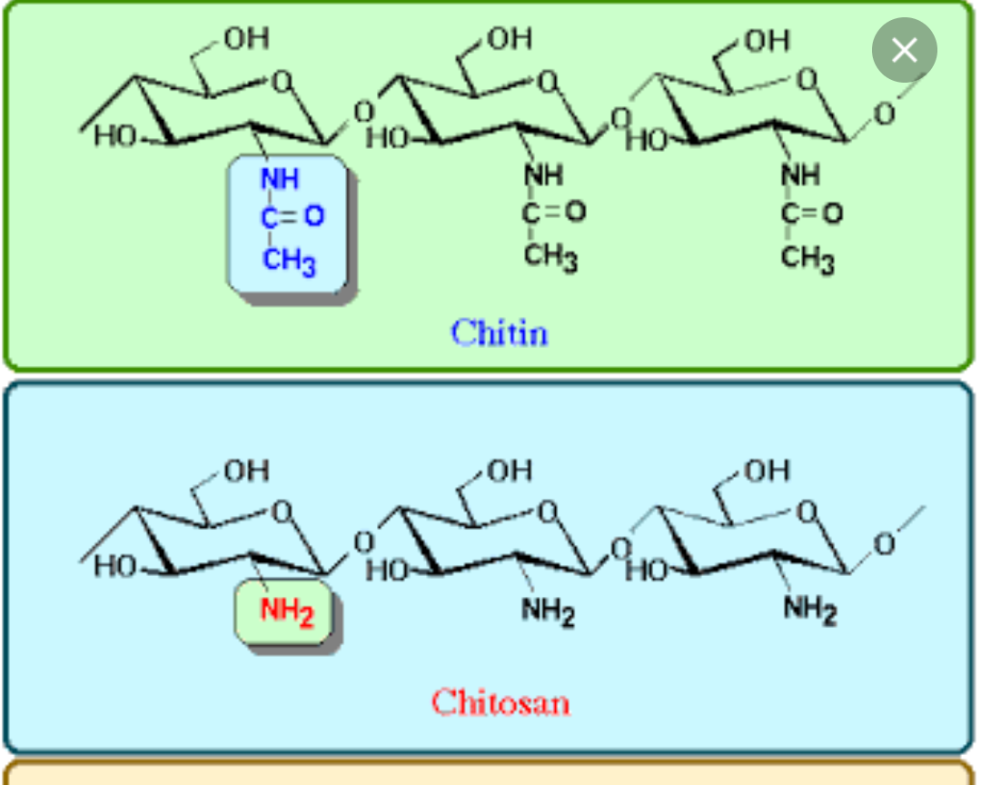 OH OH OH
O O O
O O O
HO HO HO
NH NH NH
C=O C=O C=O
CH3 CH3 CH3
Chitin
OH OH OH
O O O
O O O
HO HO HO
NH2 NH2 NH2
Chitosan